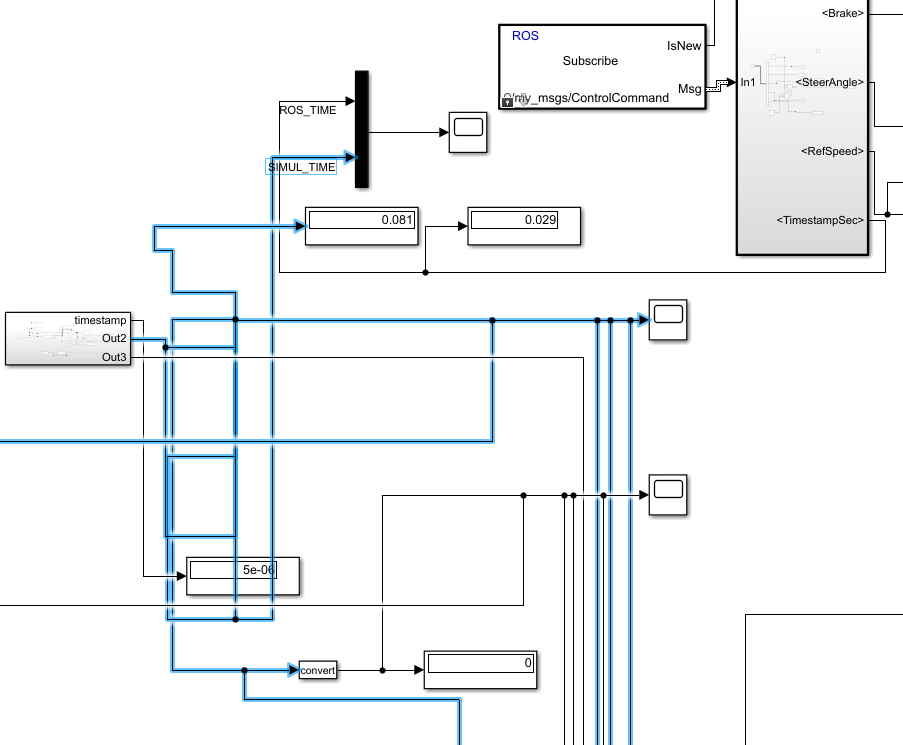 <Brake>
ROS
IsNew
Subscribe
In1
<SteerAngle>
Msg
/my_msgs/ControlCommand
ROS_TIME
<RefSpeed>
SIMUL_TIME
0.081
0.029
<TimestampSec>
timestamp
Out2
Out3
5e-06
convert
0